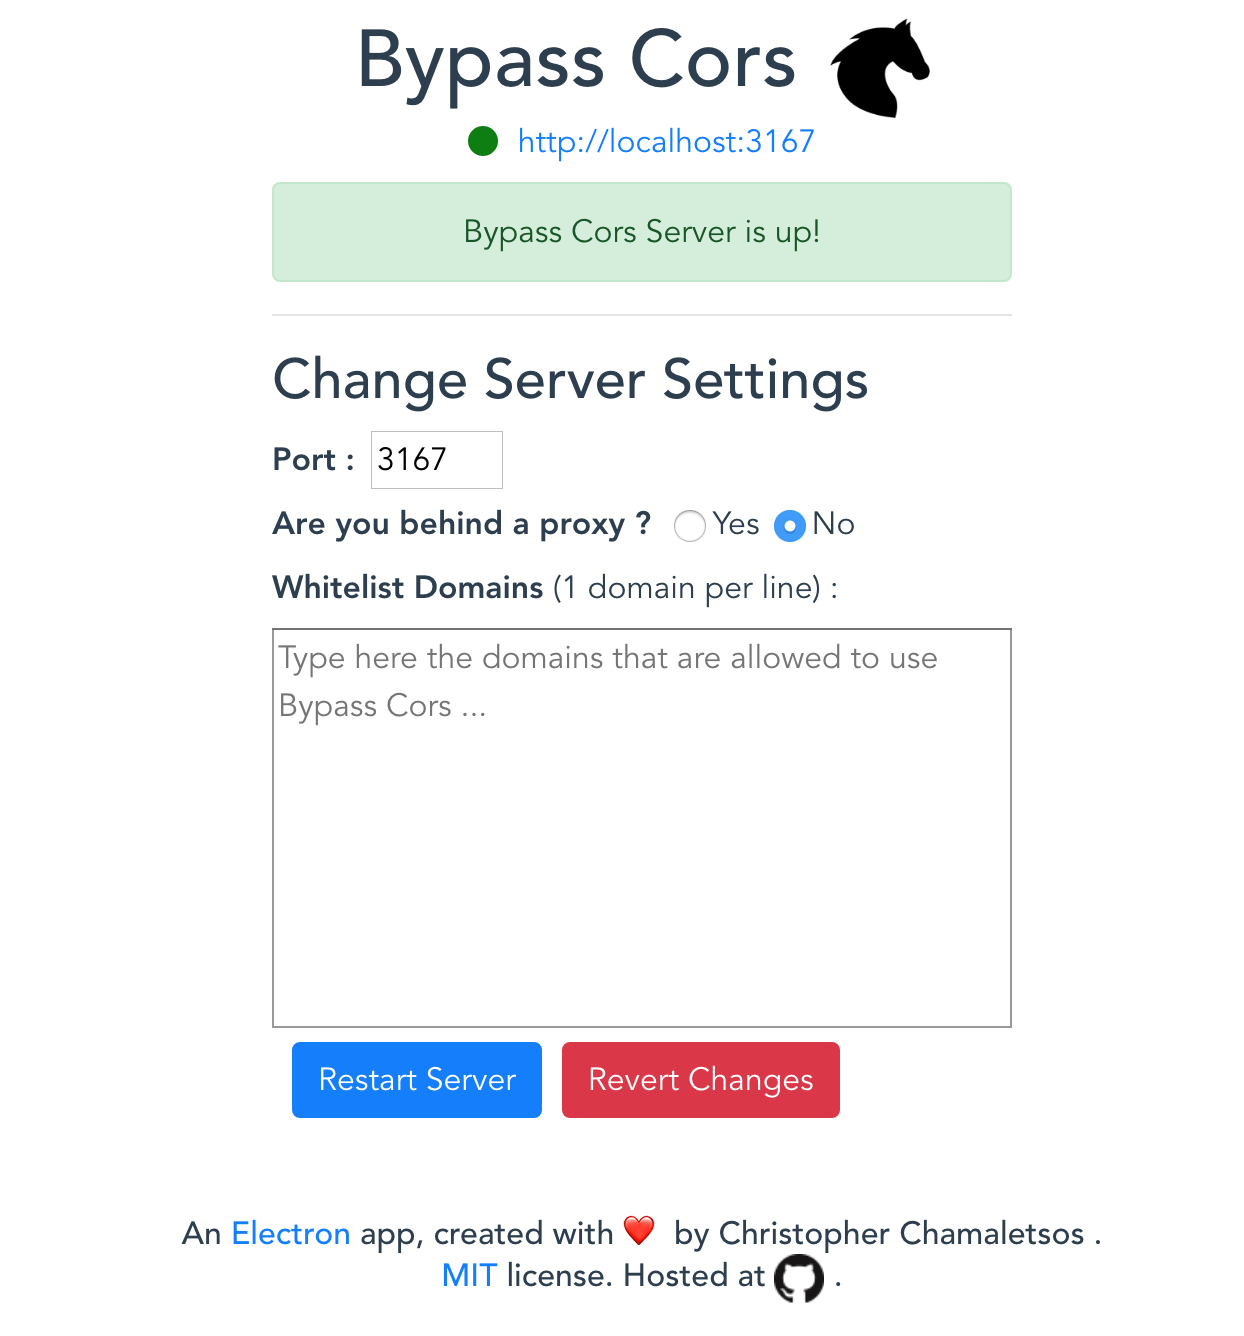 Bypass Cors
http://localhost:3167
Bypass Cors Server is up!
Change Server Settings
Port : 3167
Are you behind a proxy ? Yes No
Whitelist Domains (1 domain per line) :
Type here the domains that are allowed to use
Bypass Cors ...
Restart Server Revert Changes
An Electron app, created with ❤️ by Christopher Chamaletsos .
MIT license. Hosted at .